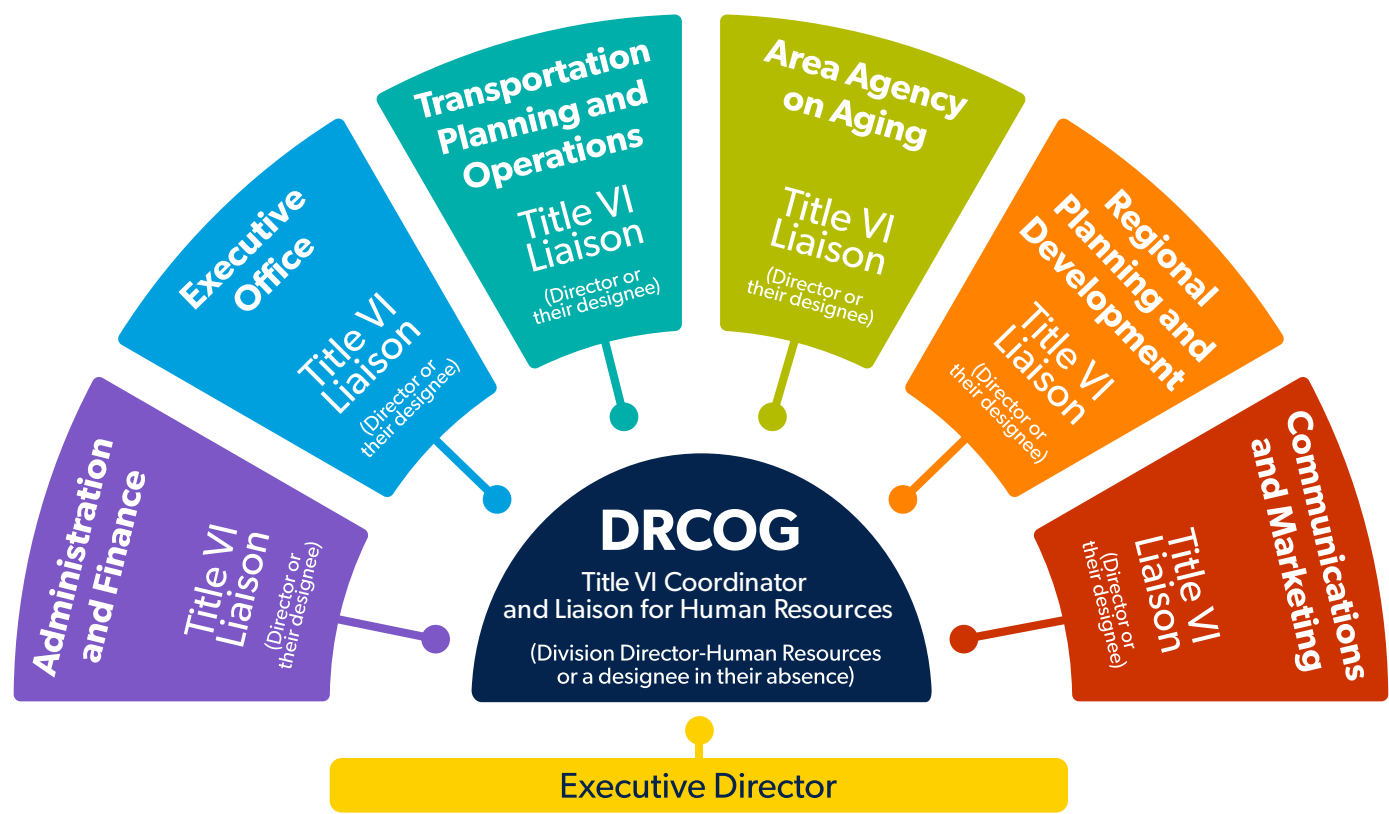 Administration
and Finance
Title VI
Liaison
(Director or
their designee)
Executive
Office
Title VI
Liaison
(Director or
their designee)
Transportation
Planning and
Operations
Title VI
Liaison
(Director or
their designee)
Area Agency
on Aging
Title VI
Liaison
(Director or
their designee)
Regional
Planning and
Development
Title VI
Liaison
(Director or
their designee)
Communications
and Marketing
Title VI
Liaison
(Director or
their designee)
DRCOG
Title VI Coordinator
and Liaison for Human Resources
(Division Director-Human Resources
or a designee in their absence)
Executive Director